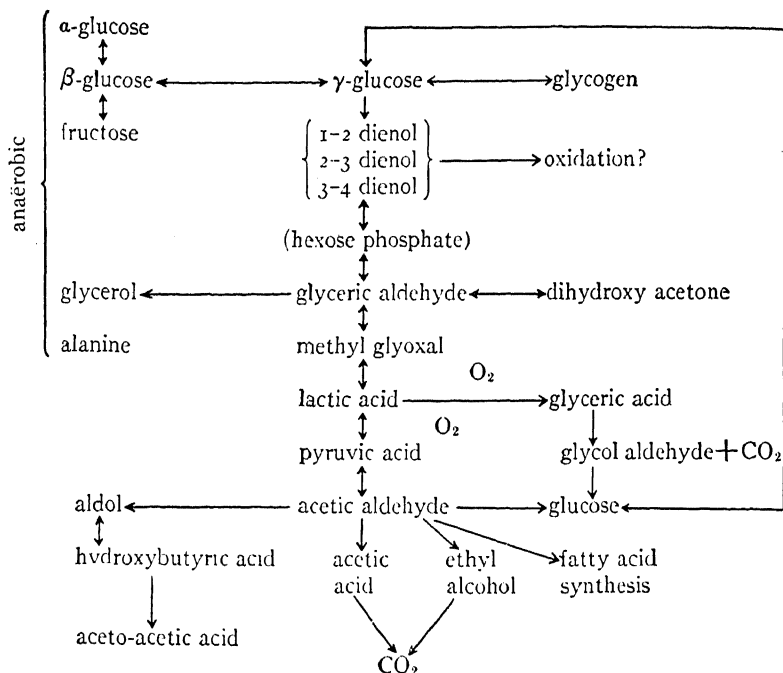 α-glucose
β-glucose γ-glucose glycogen
fructose
1-2 dienol
2-3 dienol oxidation?
3-4 dienol
anaërobic
(hexose phosphate)
glycerol glyceric aldehyde dihydroxy acetone
alanine methyl glyoxal
O₂
lactic acid glyceric acid
O₂
pyruvic acid glycol aldehyde+CO₂
aldol acetic aldehyde glucose
hydroxybutyric acid acetic ethyl fatty acid
acid alcohol synthesis
aceto-acetic acid
CO₂